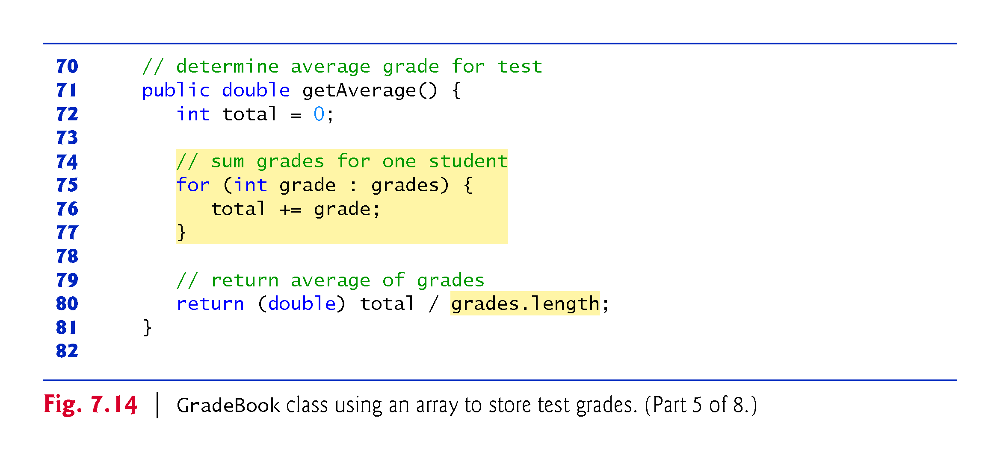 70 // determine average grade for test
71 public double getAverage() {
72 int total = 0;
73
74 // sum grades for one student
75 for (int grade : grades) {
76 total += grade;
77 }
78
79 // return average of grades
80 return (double) total / grades.length;
81 }
82
Fig. 7.14 | GradeBook class using an array to store test grades. (Part 5 of 8.)